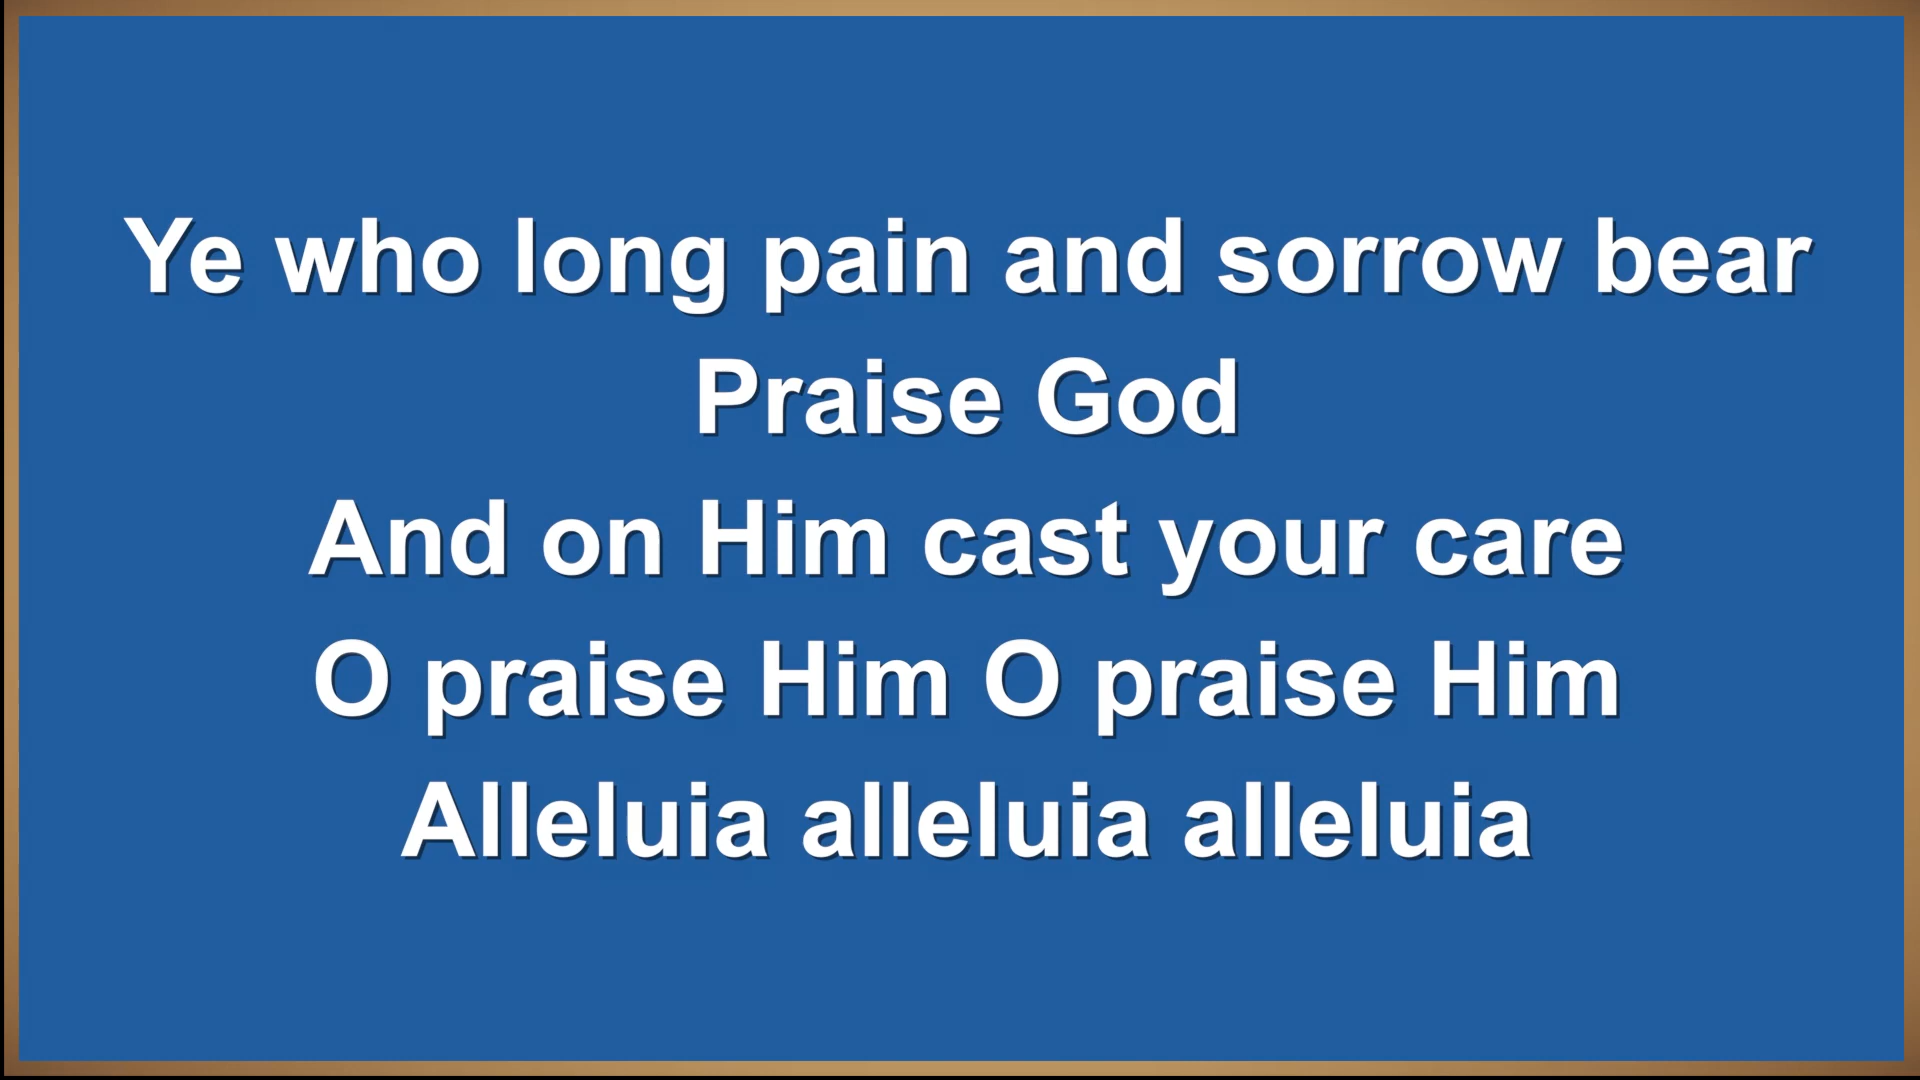 Ye who long pain and sorrow bear
Praise God
And on Him cast your care
O praise Him O praise Him
Alleluia alleluia alleluia